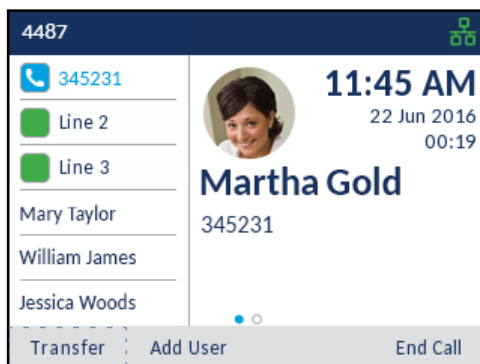 4487
345231
Line 2
Line 3
Mary Taylor
William James
Jessica Woods
11:45 AM
22 Jun 2016
00:19
Martha Gold
345231
Transfer
Add User
End Call